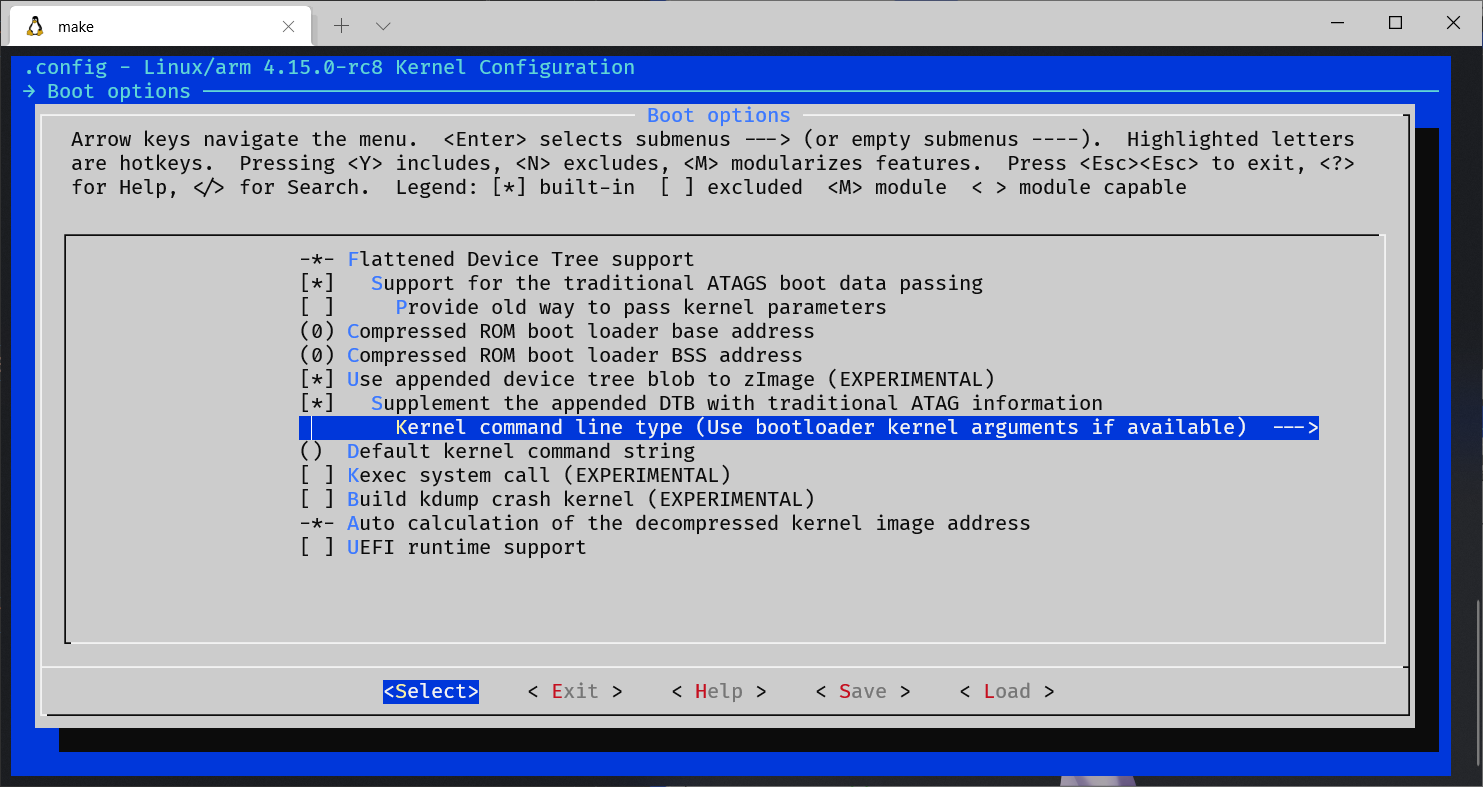 make
.config - Linux/arm 4.15.0-rc8 Kernel Configuration
→ Boot options
Boot options
Arrow keys navigate the menu.  <Enter> selects submenus ---> (or empty submenus ----).  Highlighted letters
are hotkeys.  Pressing <Y> includes, <N> excludes, <M> modularizes features.  Press <Esc><Esc> to exit, <?>
for Help, </> for Search.  Legend: [*] built-in  [ ] excluded  <M> module  < > module capable
-*- Flattened Device Tree support
[*]   Support for the traditional ATAGS boot data passing
[ ]     Provide old way to pass kernel parameters
(0) Compressed ROM boot loader base address
(0) Compressed ROM boot loader BSS address
[*] Use appended device tree blob to zImage (EXPERIMENTAL)
[*]   Supplement the appended DTB with traditional ATAG information
Kernel command line type (Use bootloader kernel arguments if available)  --->
() Default kernel command string
[ ] Kexec system call (EXPERIMENTAL)
[ ] Build kdump crash kernel (EXPERIMENTAL)
-*- Auto calculation of the decompressed kernel image address
[ ] UEFI runtime support
<Select>    < Exit >    < Help >    < Save >    < Load >